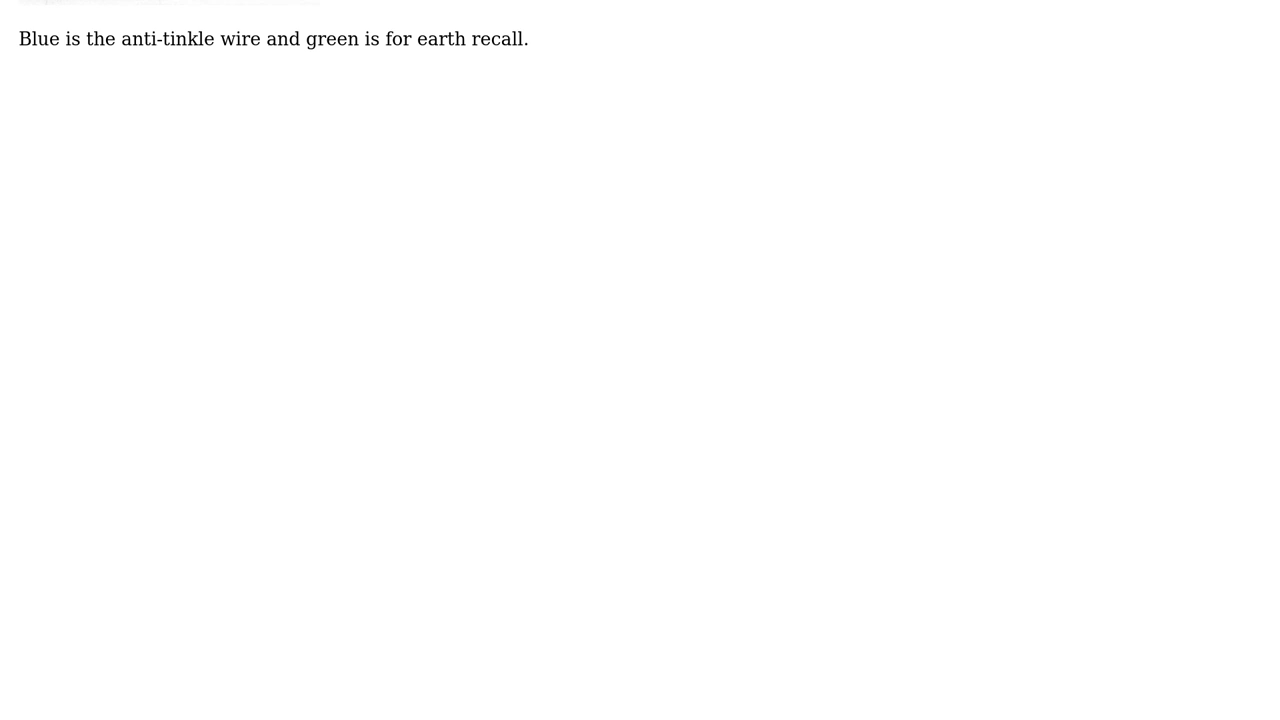 Blue is the anti-tinkle wire and green is for earth recall.